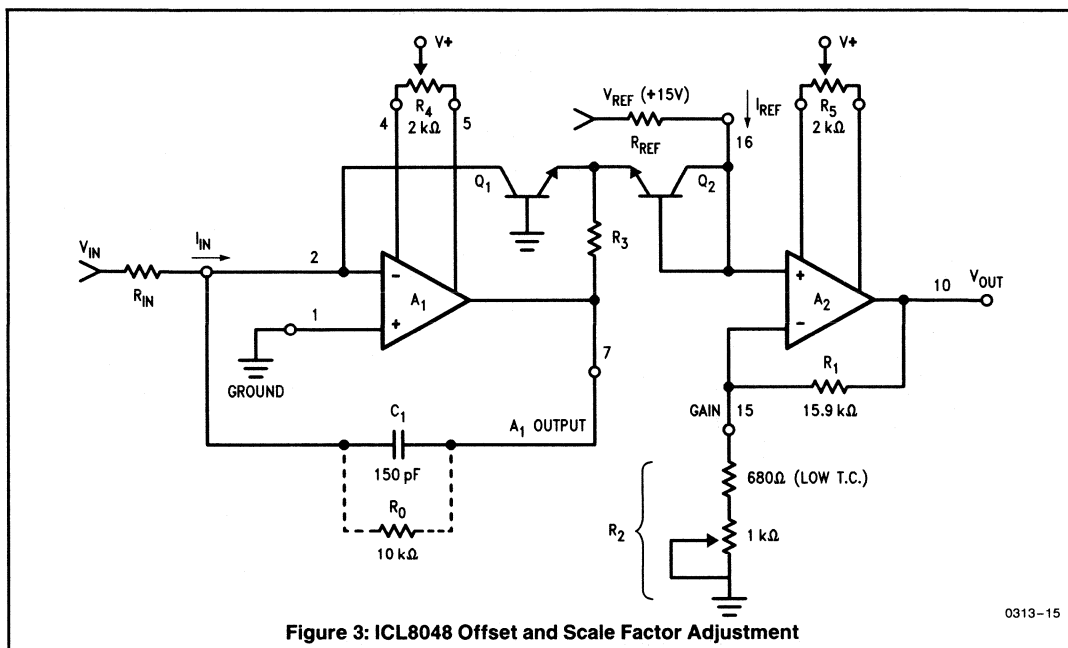 V+
R4
2 kΩ
4
5
VREF (+15V)
RREF
IREF
16
V+
R5
2 kΩ
Q1
Q2
R3
VIN
RIN
IIN
2
−
A1
+
1
GROUND
7
A1 OUTPUT
C1
150 pF
R0
10 kΩ
+
A2
−
10
VOUT
R1
15.9 kΩ
GAIN
15
680Ω (LOW T.C.)
R2
1 kΩ
0313–15
Figure 3: ICL8048 Offset and Scale Factor Adjustment